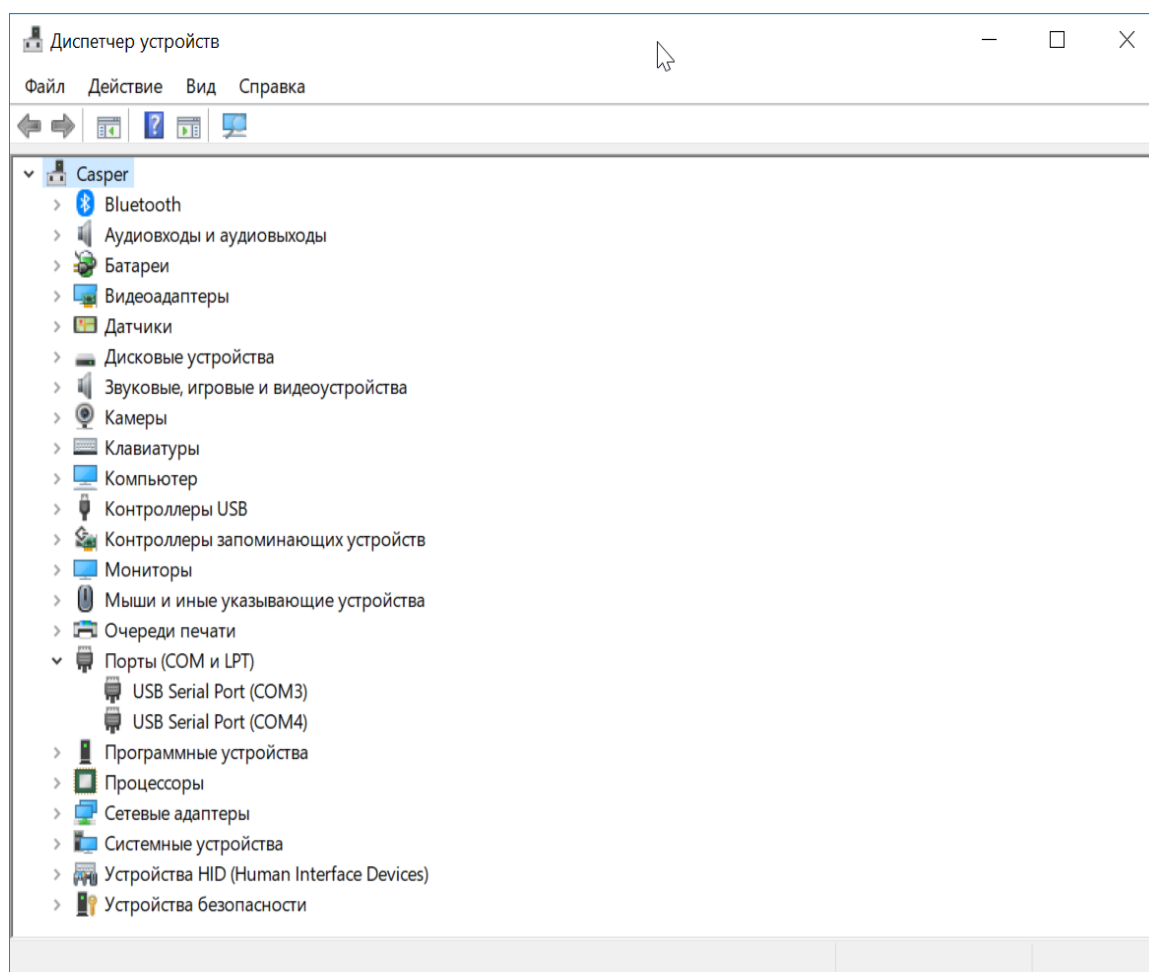 Диспетчер устройств
Файл Действие Вид Справка
Casper
Bluetooth
Аудиовходы и аудиовыходы
Батареи
Видеоадаптеры
Датчики
Дисковые устройства
Звуковые, игровые и видеоустройства
Камеры
Клавиатуры
Компьютер
Контроллеры USB
Контроллеры запоминающих устройств
Мониторы
Мыши и иные указывающие устройства
Очереди печати
Порты (COM и LPT)
USB Serial Port (COM3)
USB Serial Port (COM4)
Программные устройства
Процессоры
Сетевые адаптеры
Системные устройства
Устройства HID (Human Interface Devices)
Устройства безопасности